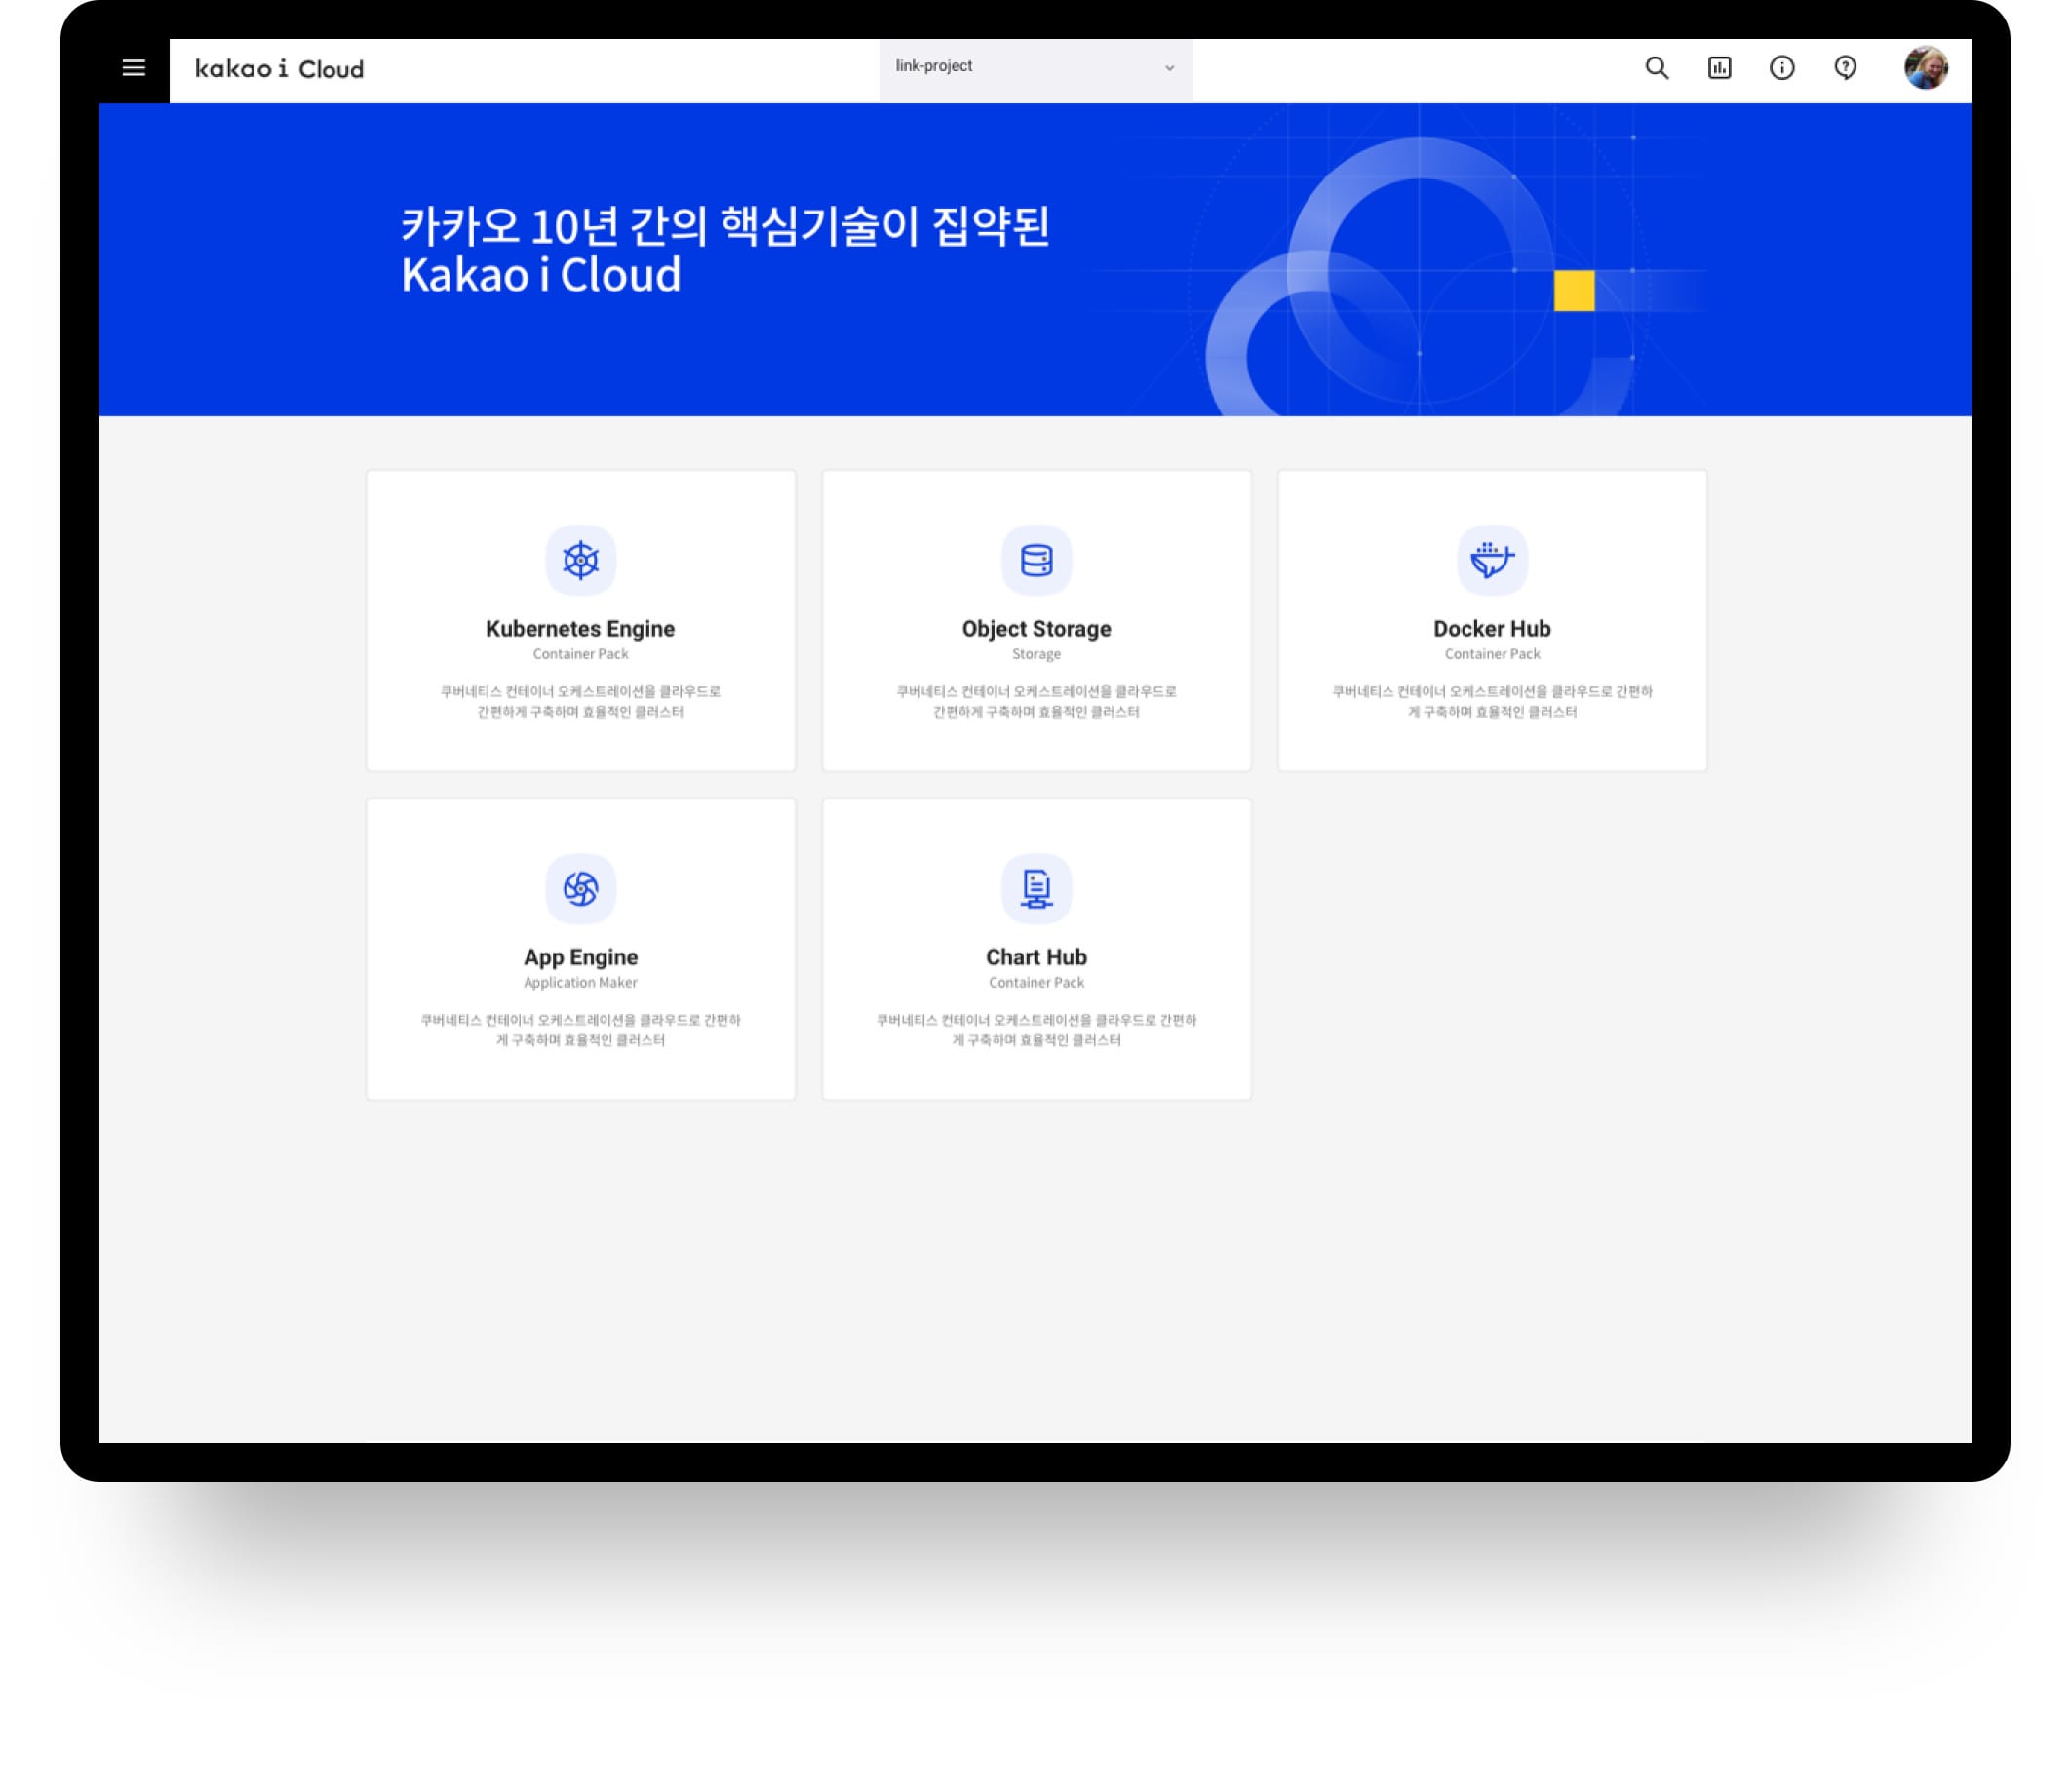 kakao i Cloud
link-project
카카오 10년 간의 핵심기술이 집약된
Kakao i Cloud
Kubernetes Engine
Container Pack
쿠버네티스 컨테이너 오케스트레이션을 클라우드로
간편하게 구축하며 효율적인 클러스터
Object Storage
Storage
쿠버네티스 컨테이너 오케스트레이션을 클라우드로
간편하게 구축하며 효율적인 클러스터
Docker Hub
Container Pack
쿠버네티스 컨테이너 오케스트레이션을 클라우드로 간편하
게 구축하며 효율적인 클러스터
App Engine
Application Maker
쿠버네티스 컨테이너 오케스트레이션을 클라우드로 간편하
게 구축하며 효율적인 클러스터
Chart Hub
Container Pack
쿠버네티스 컨테이너 오케스트레이션을 클라우드로 간편하
게 구축하며 효율적인 클러스터